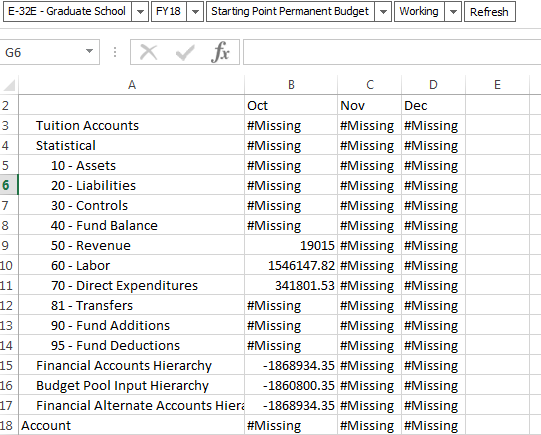 E-32E - Graduate School FY18 Starting Point Permanent Budget Working Refresh
G6 fx
A B C D E
2 Oct Nov Dec
3 Tuition Accounts #Missing #Missing #Missing
4 Statistical #Missing #Missing #Missing
5 10 - Assets #Missing #Missing #Missing
6 20 - Liabilities #Missing #Missing #Missing
7 30 - Controls #Missing #Missing #Missing
8 40 - Fund Balance #Missing #Missing #Missing
9 50 - Revenue 19015 #Missing #Missing
10 60 - Labor 1546147.82 #Missing #Missing
11 70 - Direct Expenditures 341801.53 #Missing #Missing
12 81 - Transfers #Missing #Missing #Missing
13 90 - Fund Additions #Missing #Missing #Missing
14 95 - Fund Deductions #Missing #Missing #Missing
15 Financial Accounts Hierarchy -1868934.35 #Missing #Missing
16 Budget Pool Input Hierarchy -1860800.35 #Missing #Missing
17 Financial Alternate Accounts Hiera -1868934.35 #Missing #Missing
18 Account #Missing #Missing #Missing